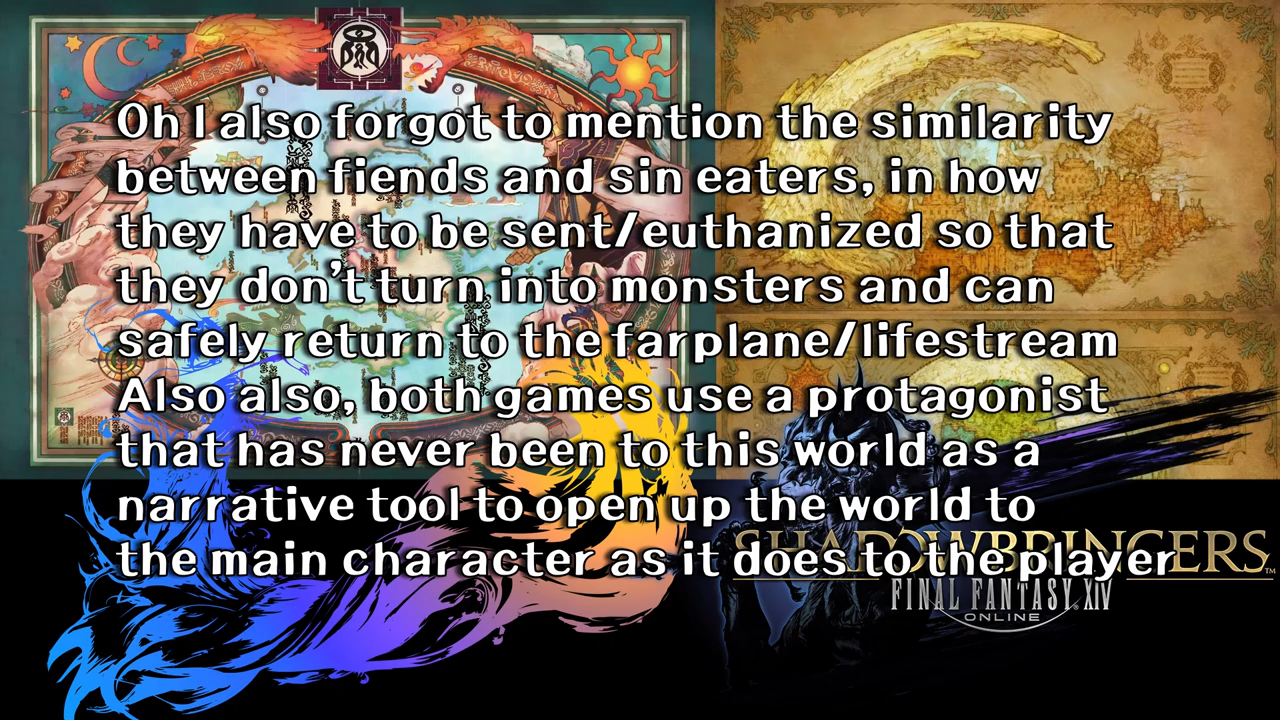 Oh I also forgot to mention the similarity
between fiends and sin eaters, in how
they have to be sent/euthanized so that
they don't turn into monsters and can
safely return to the farplane/lifestream
Also also, both games use a protagonist
that has never been to this world as a
narrative tool to open up the world to
the main character as it does to the player
SHADOWBRINGERS™
FINAL FANTASY XIV
ONLINE